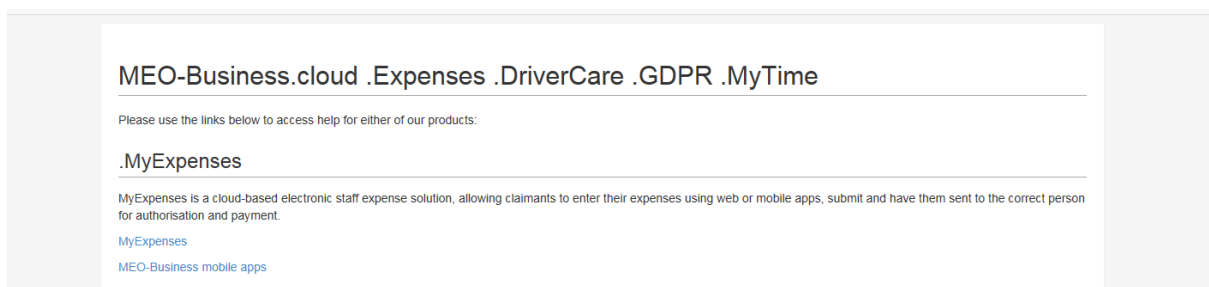 MEO-Business.cloud .Expenses .DriverCare .GDPR .MyTime
Please use the links below to access help for either of our products:
.MyExpenses
MyExpenses is a cloud-based electronic staff expense solution, allowing claimants to enter their expenses using web or mobile apps, submit and have them sent to the correct person
for authorisation and payment.
MyExpenses
MEO-Business mobile apps